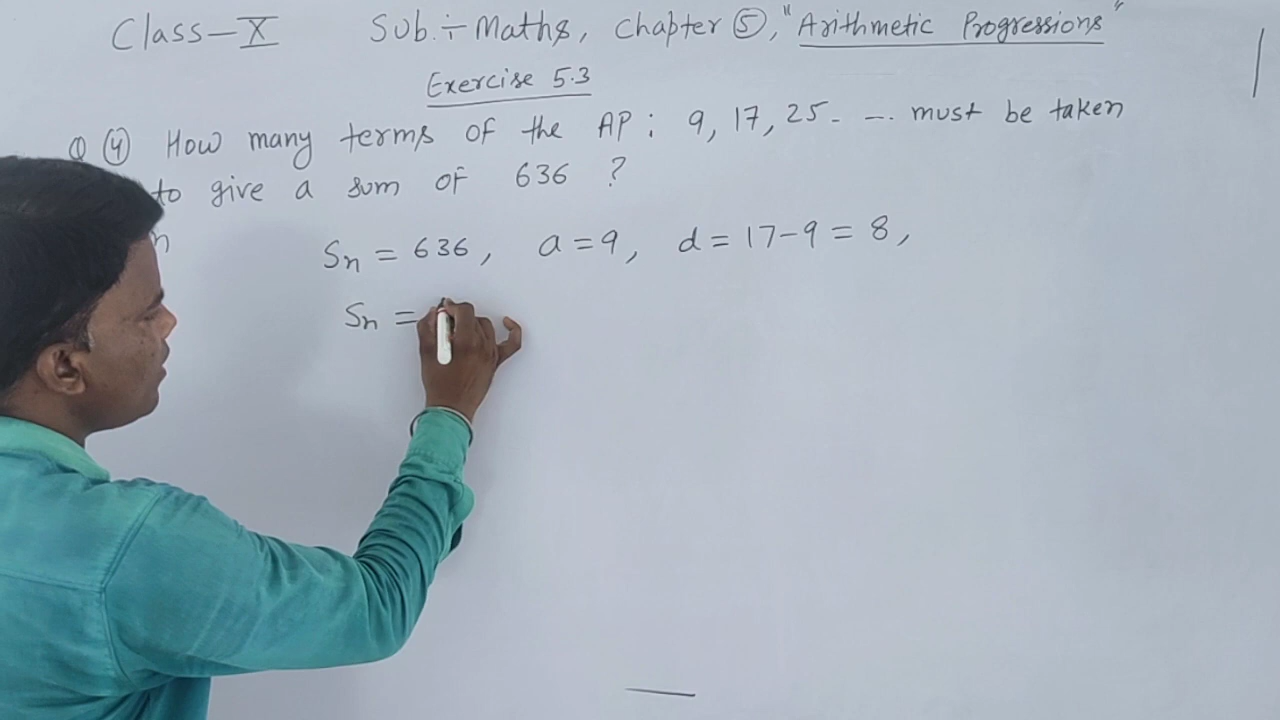 Class-X Sub.:- Maths, Chapter ⑤, "Arithmetic Progressions"
Exercise 5.3
Q ④ How many terms of the AP: 9, 17, 25- -.. must be taken
to give a sum of 636 ?
Sn = 636, a = 9, d = 17-9 = 8,
Sn =